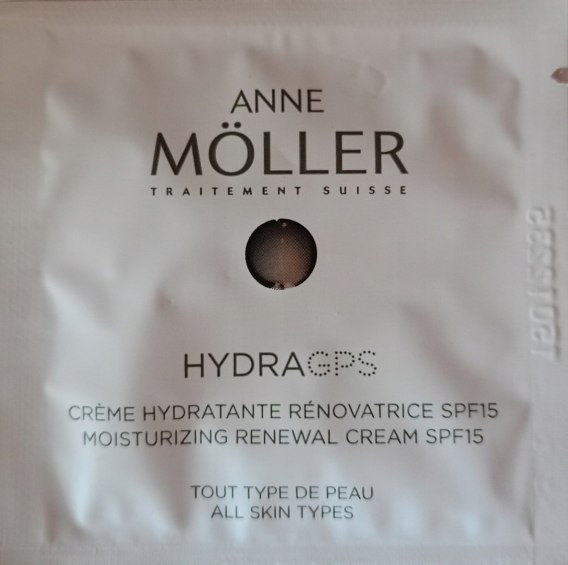 ANNE
MÖLLER
TRAITEMENT SUISSE
HYDRAGPS
CRÈME HYDRATANTE RÉNOVATRICE SPF15
MOISTURIZING RENEWAL CREAM SPF15
TOUT TYPE DE PEAU
ALL SKIN TYPES